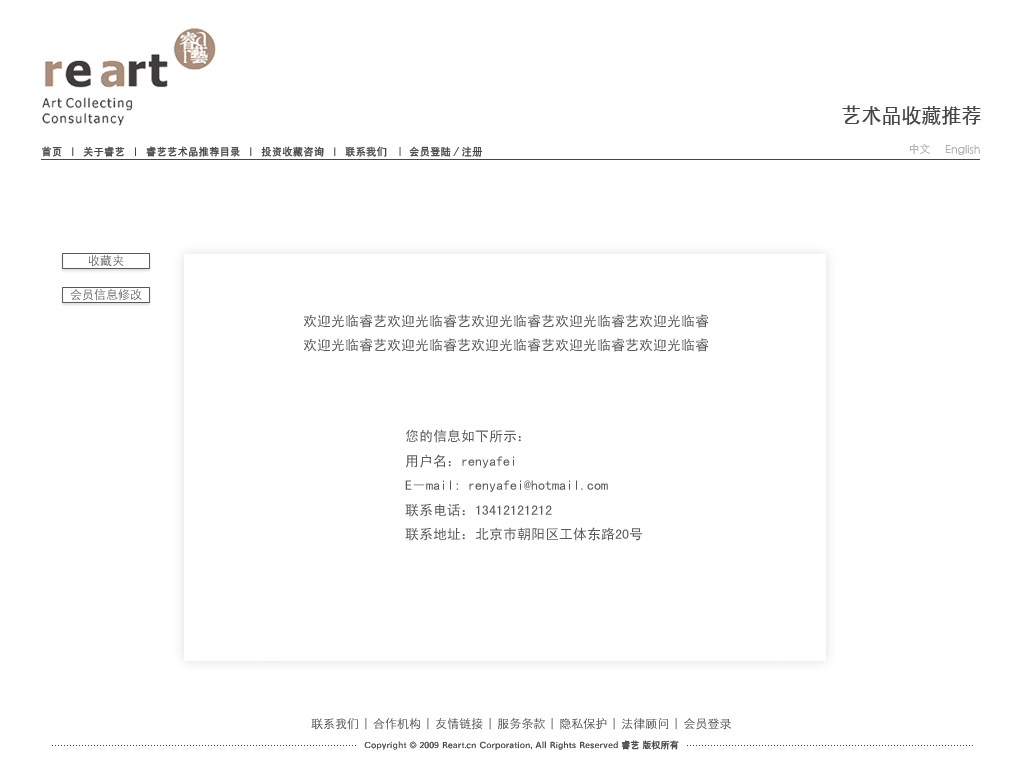 睿艺
re art
Art Collecting
Consultancy
艺术品收藏推荐
首页 | 关于睿艺 | 睿艺艺术品推荐目录 | 投资收藏咨询 | 联系我们 | 会员登陆 / 注册
中文 English
收藏夹
会员信息修改
欢迎光临睿艺欢迎光临睿艺欢迎光临睿艺欢迎光临睿艺欢迎光临睿
欢迎光临睿艺欢迎光临睿艺欢迎光临睿艺欢迎光临睿艺欢迎光临睿
您的信息如下所示：
用户名：renyafei
E－mail: renyafei@hotmail.com
联系电话：13412121212
联系地址：北京市朝阳区工体东路20号
联系我们 | 合作机构 | 友情链接 | 服务条款 | 隐私保护 | 法律顾问 | 会员登录
Copyright © 2009 Reart.cn Corporation, All Rights Reserved 睿艺 版权所有